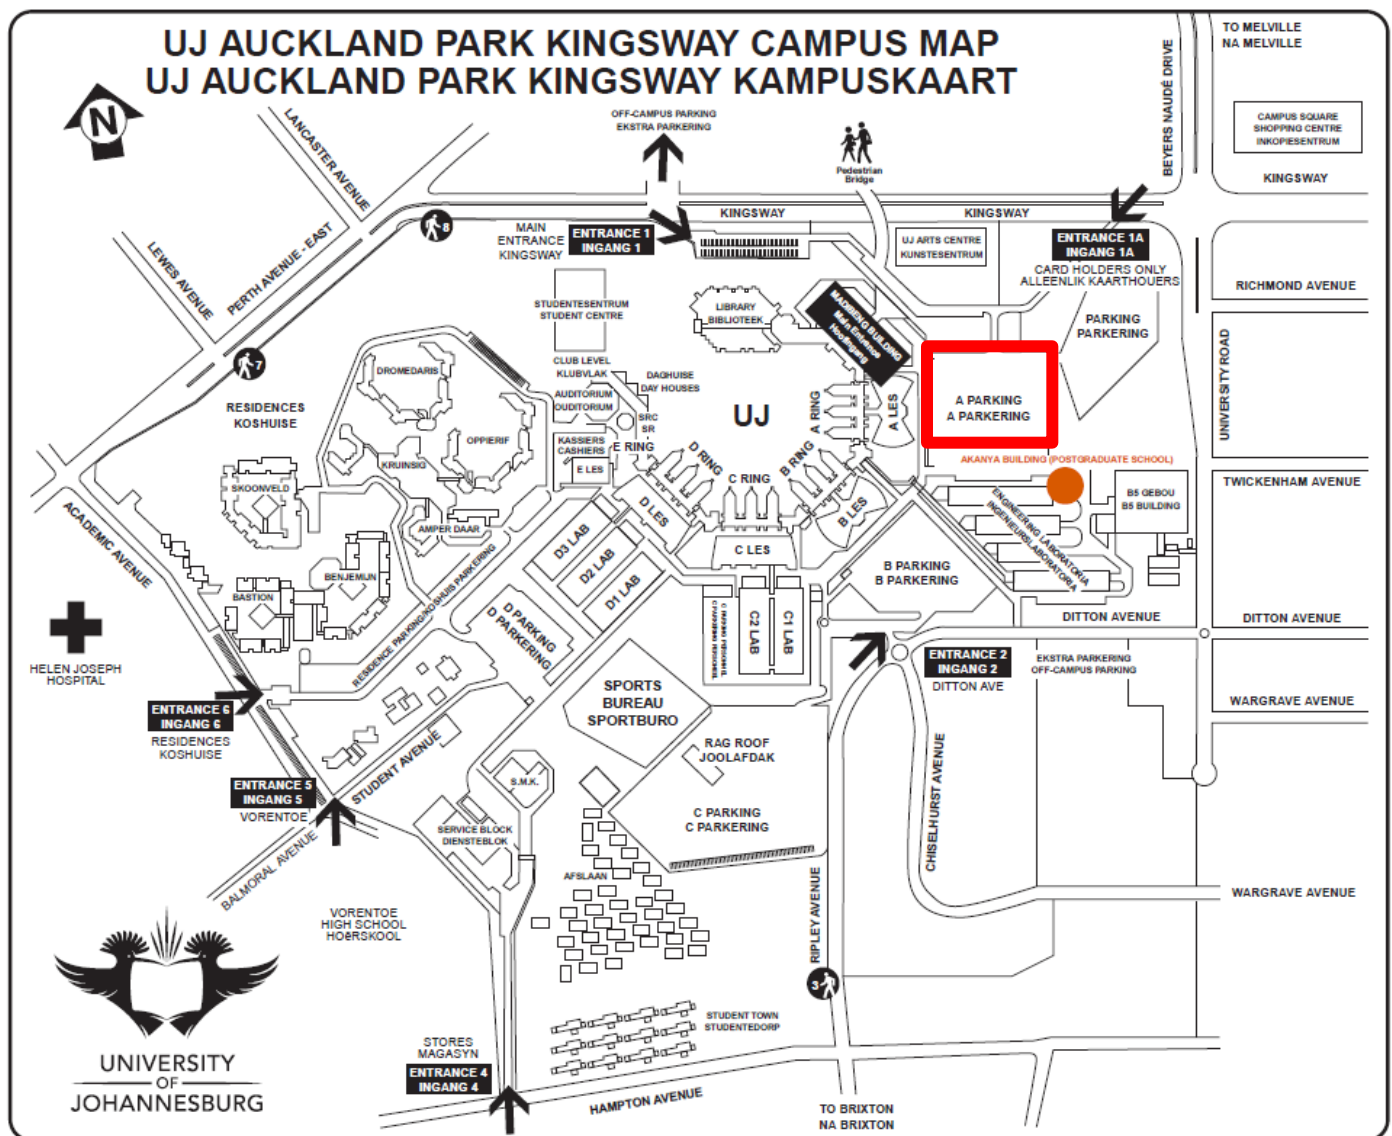 UJ AUCKLAND PARK KINGSWAY CAMPUS MAP
UJ AUCKLAND PARK KINGSWAY KAMPUSKAART
N
TO MELVILLE
NA MELVILLE
BEYERS NAUDÉ DRIVE
CAMPUS SQUARE
SHOPPING CENTRE
INKOPIESENTRUM
OFF-CAMPUS PARKING
EKSTRA PARKERING
Pedestrian
Bridge
LANCASTER AVENUE
KINGSWAY
KINGSWAY
KINGSWAY
8
MAIN
ENTRANCE
KINGSWAY
ENTRANCE 1
INGANG 1
UJ ARTS CENTRE
KUNSTESENTRUM
ENTRANCE 1A
INGANG 1A
CARD HOLDERS ONLY
ALLEENLIK KAARTHOUERS
LEWES AVENUE
PERTH AVENUE - EAST
RICHMOND AVENUE
STUDENTESENTRUM
STUDENT CENTRE
LIBRARY
BIBLIOTEEK
MADIBENG BUILDING
Main Entrance
Hoofingang
PARKING
PARKERING
UNIVERSITY ROAD
7
DROMEDARIS
CLUB LEVEL
KLUBVLAK
DAGHUISE
DAY HOUSES
AUDITORIUM
OUDITORIUM
SRC
SR
UJ
A RING
A LES
A PARKING
A PARKERING
RESIDENCES
KOSHUISE
OPPIERIF
KASSIERS
CASHIERS
E RING
E LES
D RING
C RING
B RING
AKANYA BUILDING (POSTGRADUATE SCHOOL)
KRUINSIG
SKOONVELD
TWICKENHAM AVENUE
B5 GEBOU
B5 BUILDING
ACADEMIC AVENUE
AMPER DAAR
D LES
B LES
ENGINEERING LABORATORIA
INGENIEURSLABORATORIA
D3 LAB
D2 LAB
D1 LAB
C LES
B PARKING
B PARKERING
BENJEMIJN
BASTION
RESIDENCE PARKING/KOSHUIS PARKERING
D PARKING
D PARKERING
C PARKING PERSONNEL
C PARKERING PERSONEEL
C2 LAB
C1 LAB
DITTON AVENUE
DITTON AVENUE
HELEN JOSEPH
HOSPITAL
ENTRANCE 2
INGANG 2
DITTON AVE
EKSTRA PARKERING
OFF-CAMPUS PARKING
SPORTS
BUREAU
SPORTBURO
WARGRAVE AVENUE
ENTRANCE 6
INGANG 6
RESIDENCES
KOSHUISE
RAG ROOF
JOOLAFDAK
STUDENT AVENUE
CHISELHURST AVENUE
ENTRANCE 5
INGANG 5
VORENTOE
S.M.K.
C PARKING
C PARKERING
SERVICE BLOCK
DIENSTEBLOK
BALMORAL AVENUE
AFSLAAN
WARGRAVE AVENUE
RIPLEY AVENUE
VORENTOE
HIGH SCHOOL
HOëRSKOOL
3
STUDENT TOWN
STUDENTEDORP
STORES
MAGASYN
ENTRANCE 4
INGANG 4
HAMPTON AVENUE
TO BRIXTON
NA BRIXTON
UNIVERSITY
OF
JOHANNESBURG